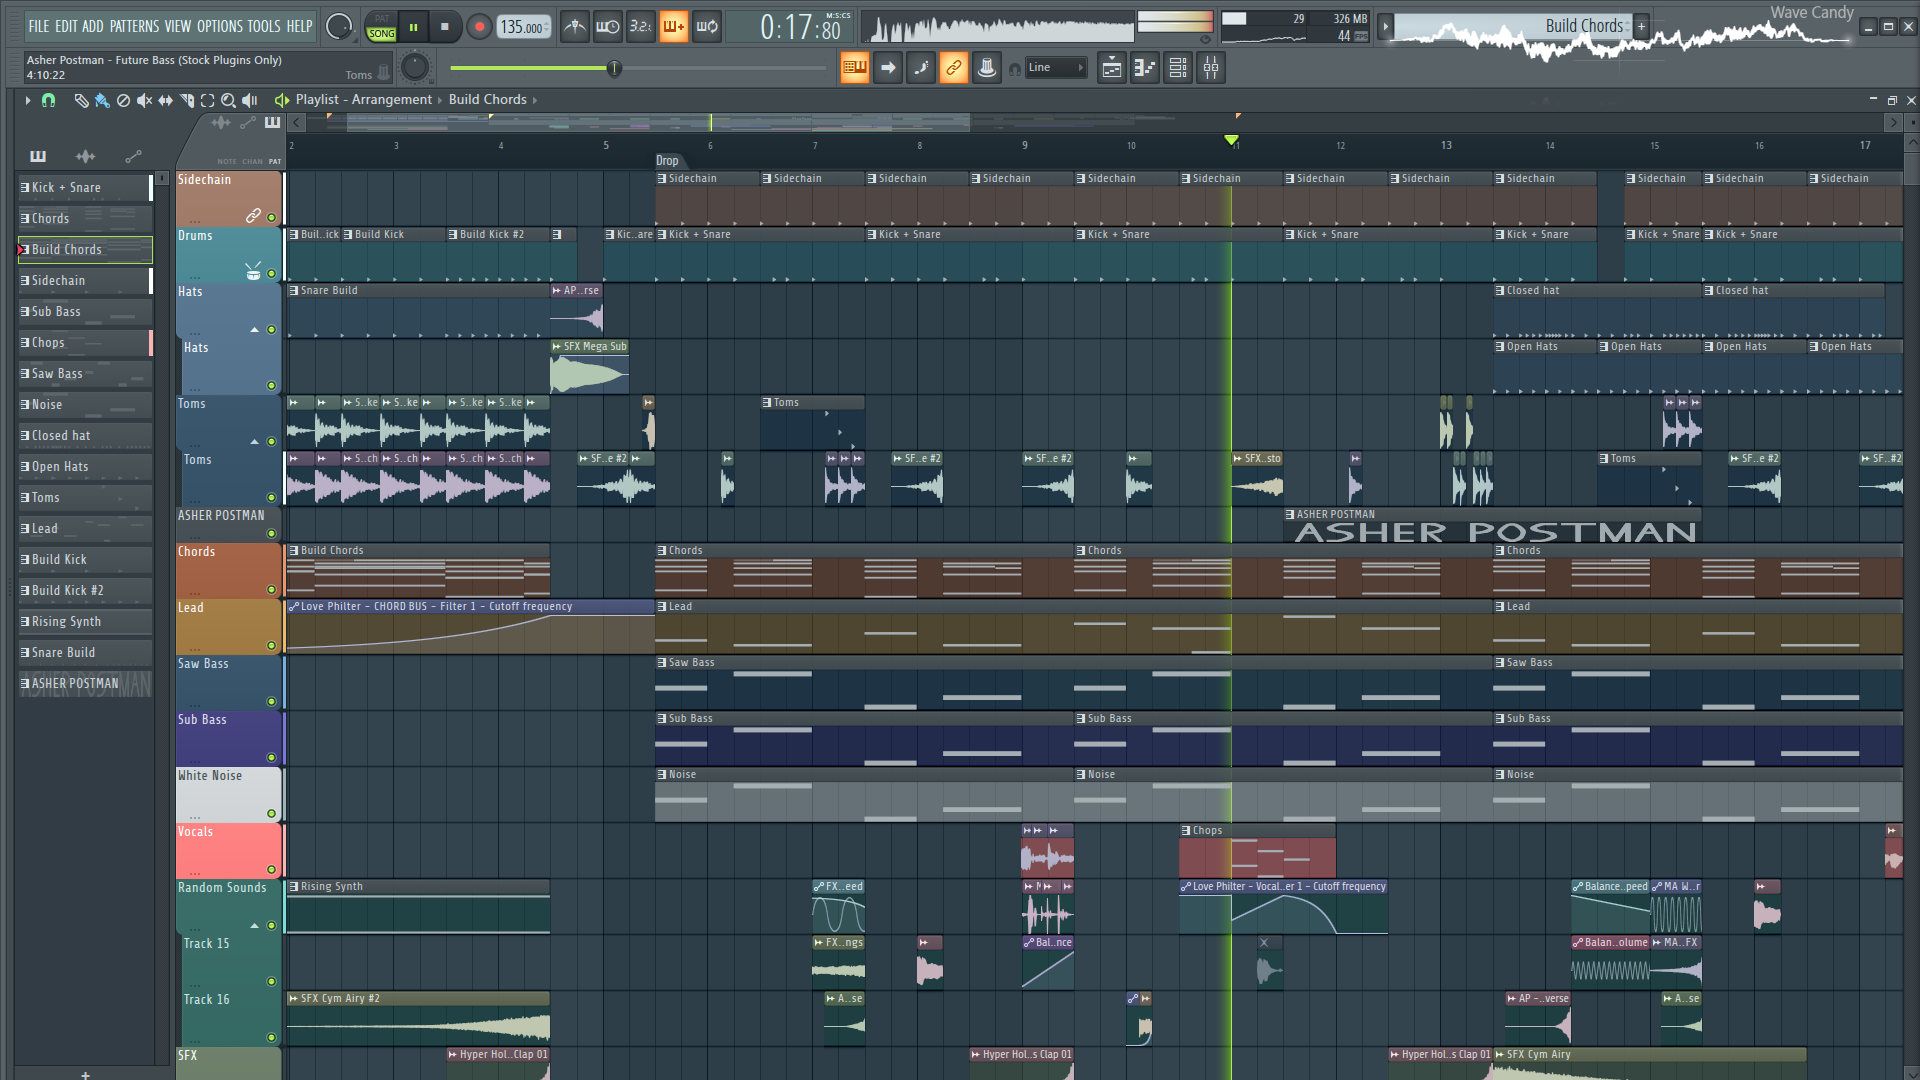 FILE EDIT ADD PATTERNS VIEW OPTIONS TOOLS HELP
PAT
SONG
135.000
3.2.
0:17:80
M:S:CS
29
326 MB
44
Build Chords
Wave Candy
Asher Postman - Future Bass (Stock Plugins Only)
4:10:22
Toms
Line
Playlist - Arrangement › Build Chords ›
NOTE CHAN PAT
2 3 4 5 6 7 8 9 10 11 12 13 14 15 16 17
Drop
Kick + Snare
Chords
Build Chords
Sidechain
Sub Bass
Chops
Saw Bass
Noise
Closed hat
Open Hats
Toms
Lead
Build Kick
Build Kick #2
Rising Synth
Snare Build
ASHER POSTMAN
Sidechain
Sidechain Sidechain Sidechain Sidechain Sidechain Sidechain Sidechain Sidechain Sidechain Sidechain Sidechain Sidechain
Drums
Buil..ick Build Kick Build Kick #2 Kic..are Kick + Snare Kick + Snare Kick + Snare Kick + Snare Kick + Snare Kick + Snare Kick + Snare
Hats
Snare Build AP..rse Closed hat Closed hat
Hats
SFX Mega Sub Open Hats Open Hats Open Hats Open Hats
Toms
S..ke S..ke S..ke S..ke Toms
Toms
S..ch S..ch S..ch S..ch SF..e #2 SF..e #2 SF..e #2 SFX..sto Toms SF..e #2 SF..#2
ASHER POSTMAN
ASHER POSTMAN
ASHER POSTMAN
Chords
Build Chords Chords Chords Chords
Lead
Love Philter - CHORD BUS - Filter 1 - Cutoff frequency Lead Lead
Saw Bass
Saw Bass Saw Bass
Sub Bass
Sub Bass Sub Bass Sub Bass
White Noise
Noise Noise Noise
Vocals
Chops
Random Sounds
Rising Synth FX..eed Love Philter - Vocal..er 1 - Cutoff frequency Balance..peed MA W..r
Track 15
FX..ngs Bal..nce Balan..olume MA..FX
Track 16
SFX Cym Airy #2 A..se AP -..verse A..se
SFX
Hyper Hol..Clap 01 Hyper Hol..s Clap 01 Hyper Hol..s Clap 01 SFX Cym Airy